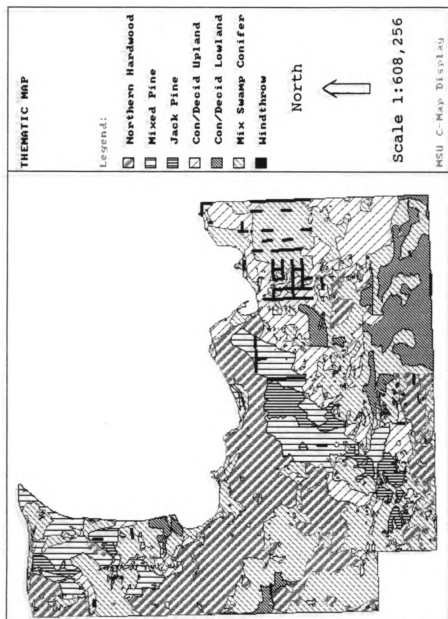 THEMATIC MAP
Legend:
Northern Hardwood
Mixed Pine
Jack Pine
Con/Decid Upland
Con/Decid Lowland
Mix Swamp Conifer
Windthrow
North
Scale 1:608,256
MSU C-Map Display